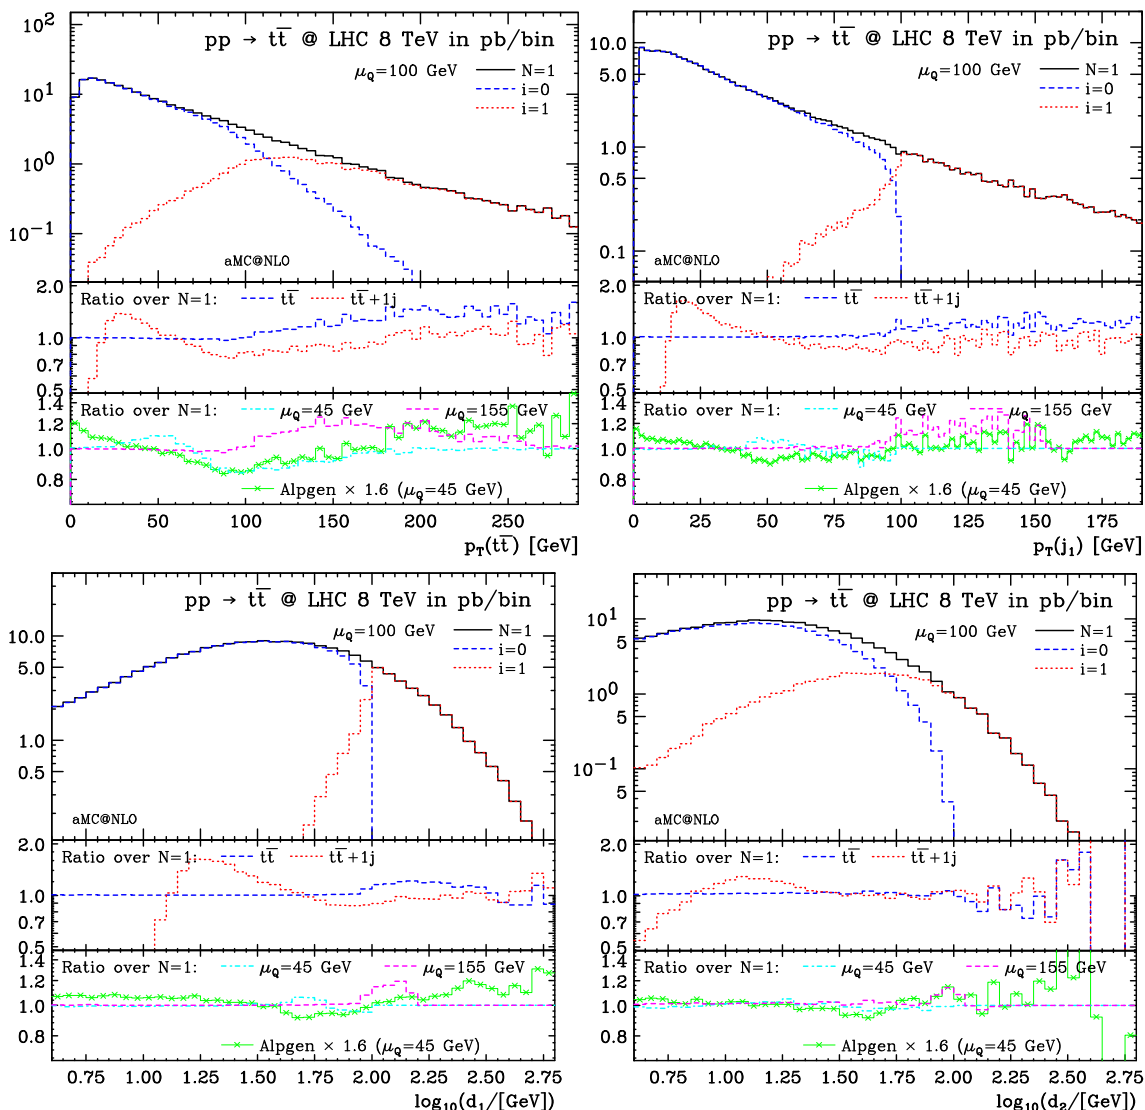 pp → tt̅ @ LHC 8 TeV in pb/bin
μQ=100 GeV
N=1
i=0
i=1
10²
10¹
10⁰
10⁻¹
aMC@NLO
Ratio over N=1: tt̅ tt̅+1j
2.0
1.0
0.7
0.5
Ratio over N=1: μQ=45 GeV μQ=155 GeV
1.4
1.2
1.0
0.8
Alpgen × 1.6 (μQ=45 GeV)
0 50 100 150 200 250
pT(tt̅) [GeV]
pp → tt̅ @ LHC 8 TeV in pb/bin
μQ=100 GeV
N=1
i=0
i=1
10.0
5.0
1.0
0.5
0.1
aMC@NLO
Ratio over N=1: tt̅ tt̅+1j
2.0
1.0
0.7
0.5
Ratio over N=1: μQ=45 GeV μQ=155 GeV
1.4
1.2
1.0
0.8
Alpgen × 1.6 (μQ=45 GeV)
0 25 50 75 100 125 150 175
pT(j1) [GeV]
pp → tt̅ @ LHC 8 TeV in pb/bin
μQ=100 GeV
N=1
i=0
i=1
10.0
5.0
1.0
0.5
aMC@NLO
Ratio over N=1: tt̅ tt̅+1j
2.0
1.0
0.7
0.5
Ratio over N=1: μQ=45 GeV μQ=155 GeV
1.4
1.2
1.0
0.8
Alpgen × 1.6 (μQ=45 GeV)
0.75 1.00 1.25 1.50 1.75 2.00 2.25 2.50 2.75
log10(d1/[GeV])
pp → tt̅ @ LHC 8 TeV in pb/bin
μQ=100 GeV
N=1
i=0
i=1
10¹
5
10⁰
5
10⁻¹
5
aMC@NLO
Ratio over N=1: tt̅ tt̅+1j
2.0
1.0
0.7
0.5
Ratio over N=1: μQ=45 GeV μQ=155 GeV
1.4
1.2
1.0
0.8
Alpgen × 1.6 (μQ=45 GeV)
0.75 1.00 1.25 1.50 1.75 2.00 2.25 2.50 2.75
log10(d2/[GeV])